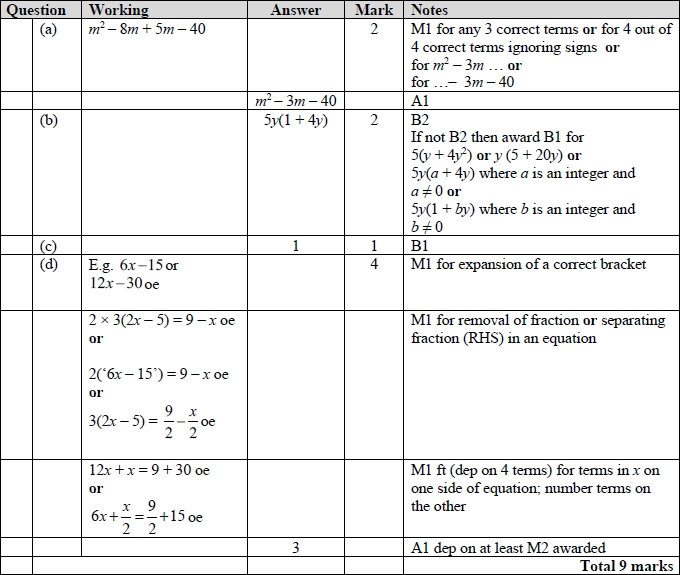 Question Working Answer Mark Notes
(a) m² – 8m + 5m – 40 2 M1 for any 3 correct terms or for 4 out of
4 correct terms ignoring signs or
for m² – 3m … or
for …– 3m – 40
m² – 3m – 40 A1
(b) 5y(1 + 4y) 2 B2
If not B2 then award B1 for
5(y + 4y²) or y (5 + 20y) or
5y(a + 4y) where a is an integer and
a ≠ 0 or
5y(1 + by) where b is an integer and
b ≠ 0
(c) 1 1 B1
(d) E.g. 6x – 15 or 4 M1 for expansion of a correct bracket
12x – 30 oe
2 × 3(2x – 5) = 9 – x oe M1 for removal of fraction or separating
or fraction (RHS) in an equation
2(‘6x – 15’) = 9 – x oe
or
3(2x – 5) = 9/2 – x/2 oe
12x + x = 9 + 30 oe M1 ft (dep on 4 terms) for terms in x on
or one side of equation; number terms on
6x + x/2 = 9/2 + 15 oe the other
3 A1 dep on at least M2 awarded
Total 9 marks